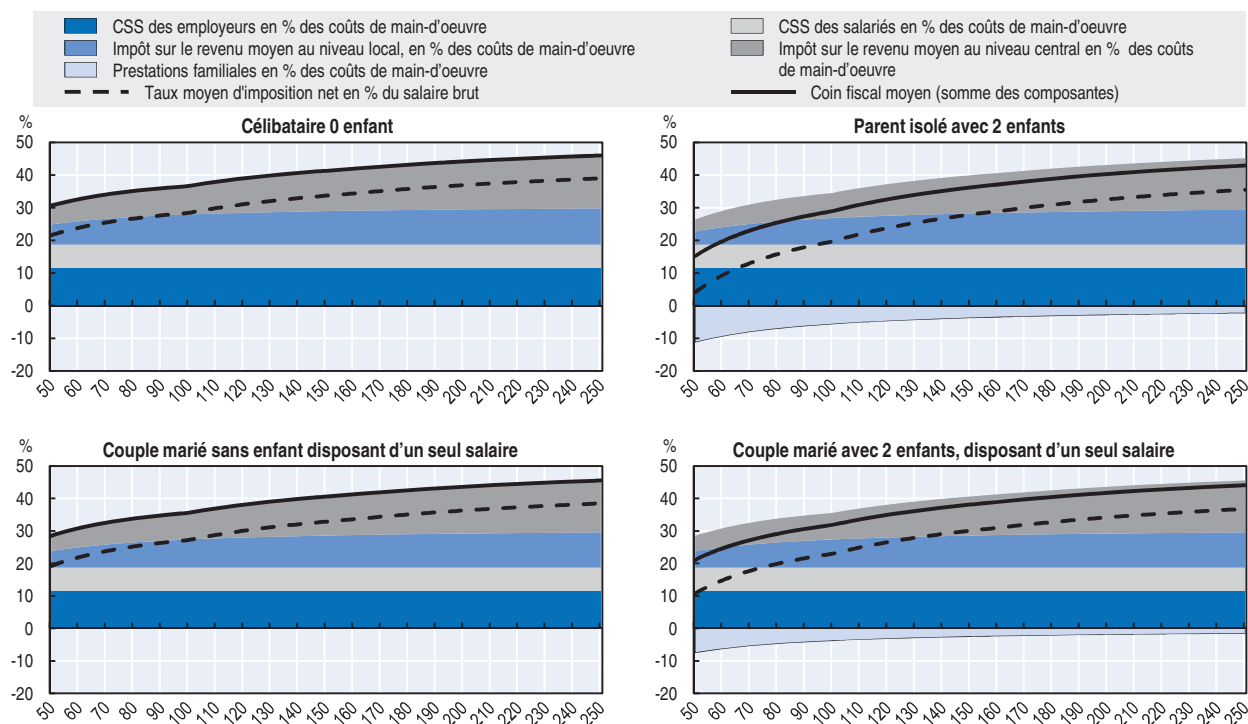 CSS des employeurs en % des coûts de main-d'oeuvre
Impôt sur le revenu moyen au niveau local, en % des coûts de main-d'oeuvre
Prestations familiales en % des coûts de main-d'oeuvre
Taux moyen d'imposition net en % du salaire brut
CSS des salariés en % des coûts de main-d'oeuvre
Impôt sur le revenu moyen au niveau central en % des coûts
de main-d'oeuvre
Coin fiscal moyen (somme des composantes)
%
Célibataire 0 enfant
50
40
30
20
10
0
-10
-20
50 60 70 80 90 100 110 120 130 140 150 160 170 180 190 200 210 220 230 240 250
%
Parent isolé avec 2 enfants
50
40
30
20
10
0
-10
-20
50 60 70 80 90 100 110 120 130 140 150 160 170 180 190 200 210 220 230 240 250
%
Couple marié sans enfant disposant d'un seul salaire
50
40
30
20
10
0
-10
-20
50 60 70 80 90 100 110 120 130 140 150 160 170 180 190 200 210 220 230 240 250
%
Couple marié avec 2 enfants, disposant d'un seul salaire
50
40
30
20
10
0
-10
-20
50 60 70 80 90 100 110 120 130 140 150 160 170 180 190 200 210 220 230 240 250